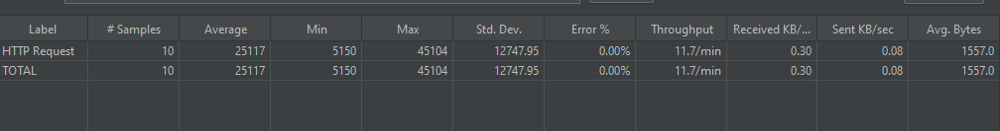 Label # Samples Average Min Max Std. Dev. Error % Throughput Received KB/... Sent KB/sec Avg. Bytes
HTTP Request 10 25117 5150 45104 12747.95 0.00% 11.7/min 0.30 0.08 1557.0
TOTAL 10 25117 5150 45104 12747.95 0.00% 11.7/min 0.30 0.08 1557.0